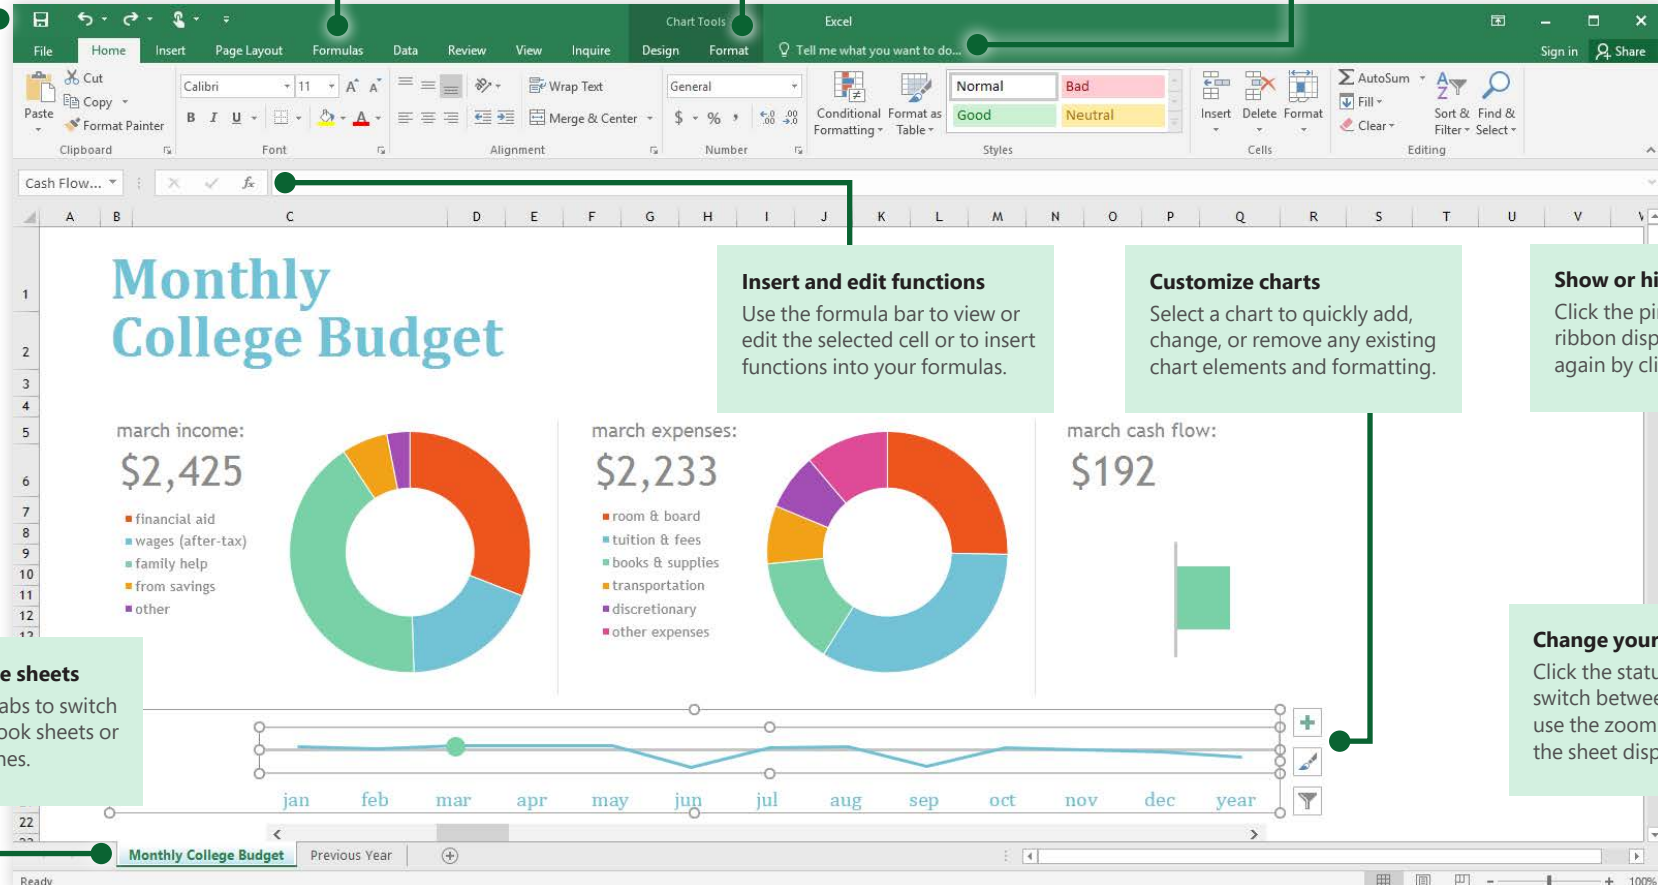 Chart Tools
Excel
File
Home
Insert
Page Layout
Formulas
Data
Review
View
Inquire
Design
Format
Tell me what you want to do...
Sign in
Share
Paste
Cut
Copy
Format Painter
Clipboard
Calibri
11
A A
B I U
A
Font
Wrap Text
Merge & Center
Alignment
General
$ % ,
.00 .0
Number
Conditional
Formatting
Format as
Table
Normal
Bad
Good
Neutral
Styles
Insert
Delete
Format
Cells
AutoSum
Fill
Clear
Sort &
Filter
Find &
Select
Editing
Cash Flow...
fx
A B C D E F G H I J K L M N O P Q R S T U V
1
2
3
4
5
6
7
8
9
10
11
12
22
Monthly
College Budget
Insert and edit functions
Use the formula bar to view or
edit the selected cell or to insert
functions into your formulas.
Customize charts
Select a chart to quickly add,
change, or remove any existing
chart elements and formatting.
Show or hi
Click the pi
ribbon disp
again by cli
march income:
$2,425
financial aid
wages (after-tax)
family help
from savings
other
march expenses:
$2,233
room & board
tuition & fees
books & supplies
transportation
discretionary
other expenses
march cash flow:
$192
e sheets
abs to switch
ook sheets or
nes.
Change your
Click the statu
switch betwee
use the zoom
the sheet disp
jan feb mar apr may jun jul aug sep oct nov dec year
Monthly College Budget
Previous Year
Ready
100%